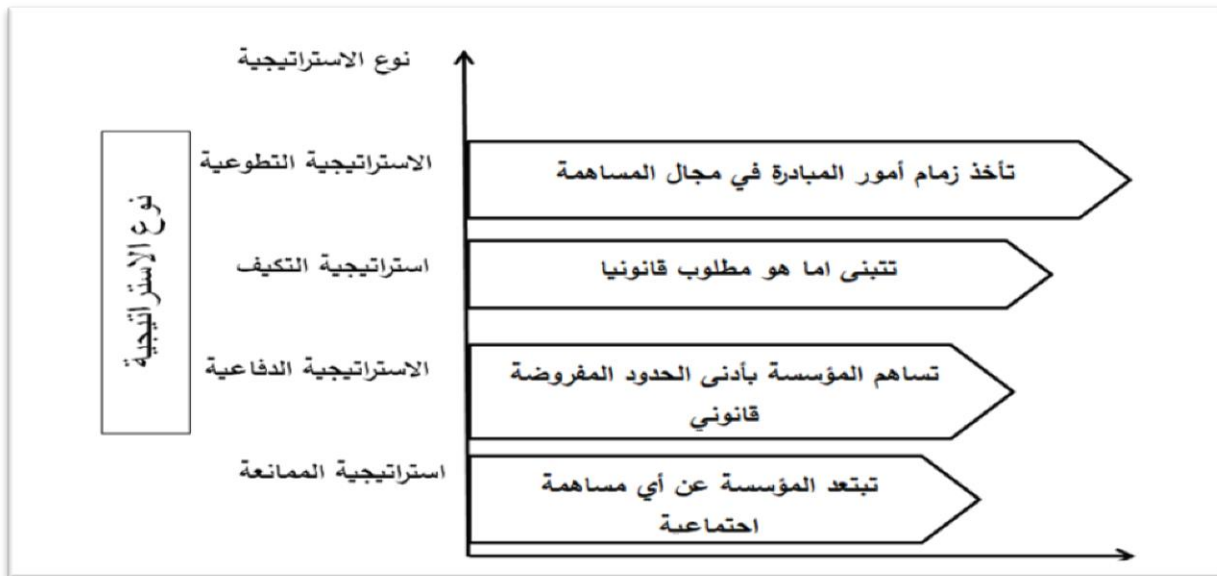 نوع الاستراتيجية
نوع الاستراتيجية
الاستراتيجية التطوعية
تأخذ زمام أمور المبادرة في مجال المساهمة
استراتيجية التكيف
تتبنى اما هو مطلوب قانونيا
الاستراتيجية الدفاعية
تساهم المؤسسة بأدنى الحدود المفروضة
قانوني
استراتيجية الممانعة
تبتعد المؤسسة عن أي مساهمة
احتماعية